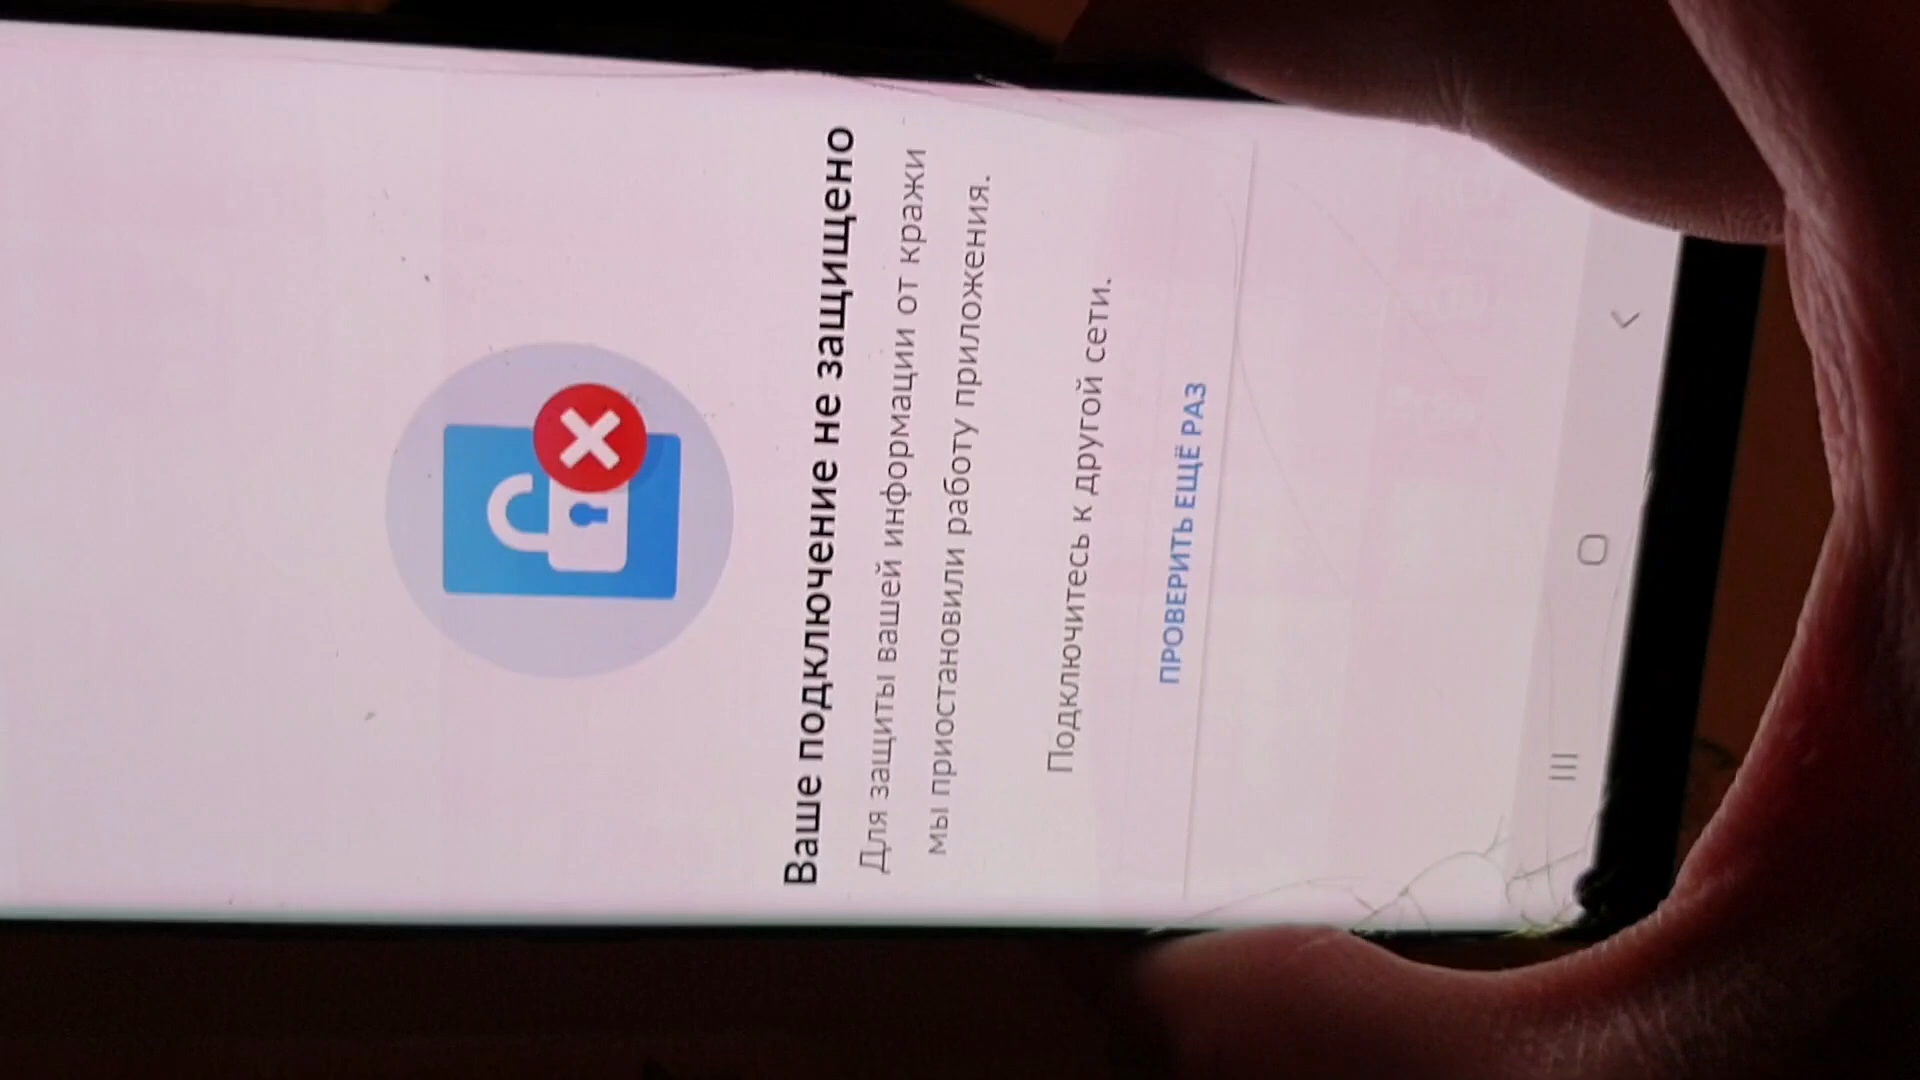 Ваше подключение не защищено
Для защиты вашей информации от кражи
мы приостановили работу приложения.
Подключитесь к другой сети.
ПРОВЕРИТЬ ЕЩЁ РАЗ